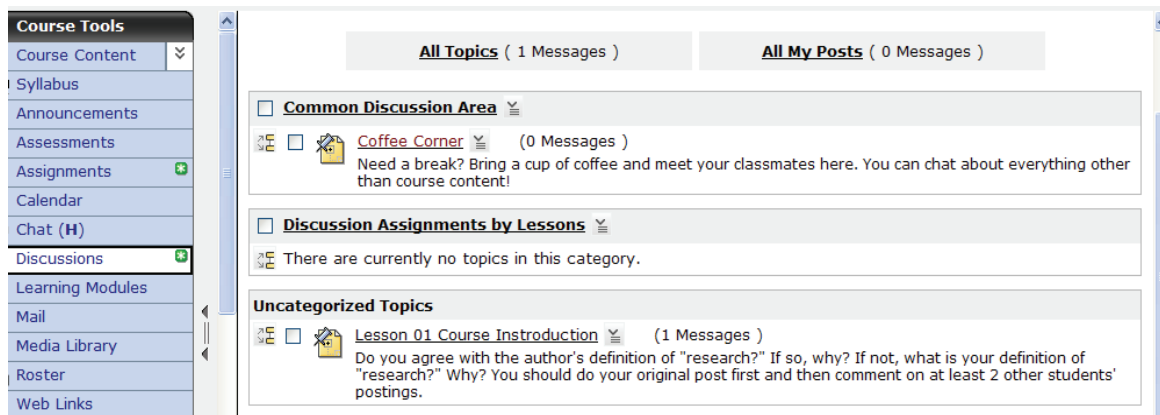 Course Tools
Course Content
Syllabus
Announcements
Assessments
Assignments
Calendar
Chat (H)
Discussions
Learning Modules
Mail
Media Library
Roster
Web Links
All Topics ( 1 Messages )
All My Posts ( 0 Messages )
Common Discussion Area
Coffee Corner (0 Messages )
Need a break? Bring a cup of coffee and meet your classmates here. You can chat about everything other
than course content!
Discussion Assignments by Lessons
There are currently no topics in this category.
Uncategorized Topics
Lesson 01 Course Instroduction (1 Messages )
Do you agree with the author's definition of "research?" If so, why? If not, what is your definition of
"research?" Why? You should do your original post first and then comment on at least 2 other students'
postings.